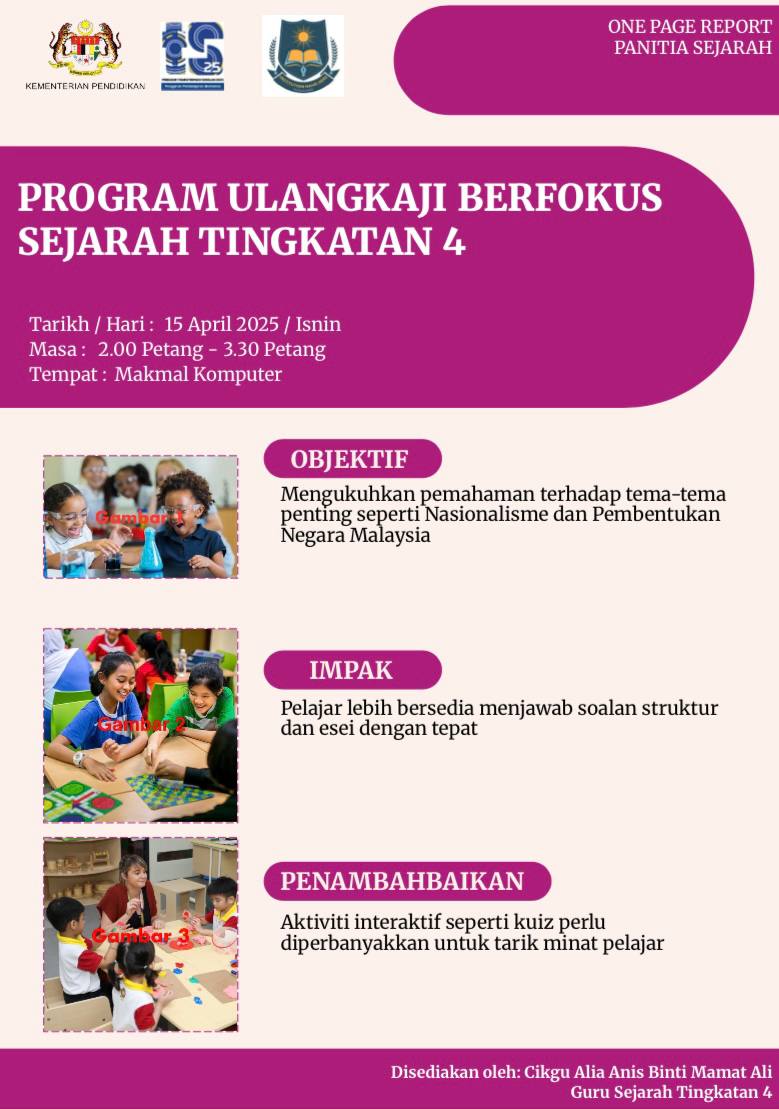 KEMENTERIAN PENDIDIKAN
25
ONE PAGE REPORT
PANITIA SEJARAH
PROGRAM ULANGKAJI BERFOKUS
SEJARAH TINGKATAN 4
Tarikh / Hari : 15 April 2025 / Isnin
Masa : 2.00 Petang - 3.30 Petang
Tempat : Makmal Komputer
OBJEKTIF
Mengukuhkan pemahaman terhadap tema-tema
penting seperti Nasionalisme dan Pembentukan
Negara Malaysia
Gambar 1
IMPAK
Pelajar lebih bersedia menjawab soalan struktur
dan esei dengan tepat
Gambar 2
PENAMBAHBAIKAN
Aktiviti interaktif seperti kuiz perlu
diperbanyakkan untuk tarik minat pelajar
Gambar 3
Disediakan oleh: Cikgu Alia Anis Binti Mamat Ali
Guru Sejarah Tingkatan 4